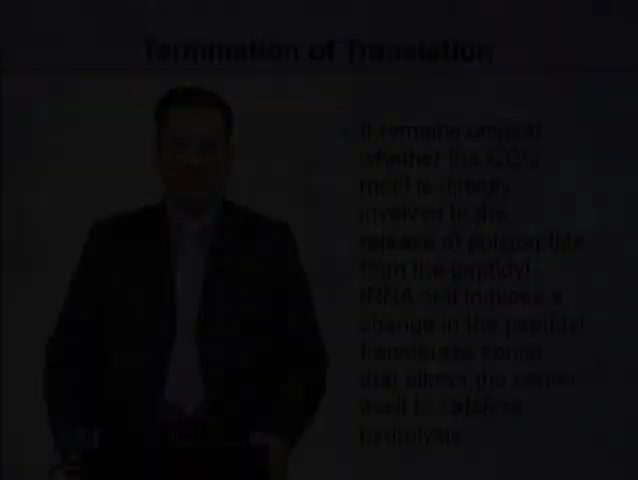 Termination of Translation
It remains unclear
whether the GGQ
motif is directly
involved in the
release of polypeptide
from the peptidyl
tRNA or it induces a
change in the peptidyl
transferase center
that allows the center
itself to catalyze
hydrolysis